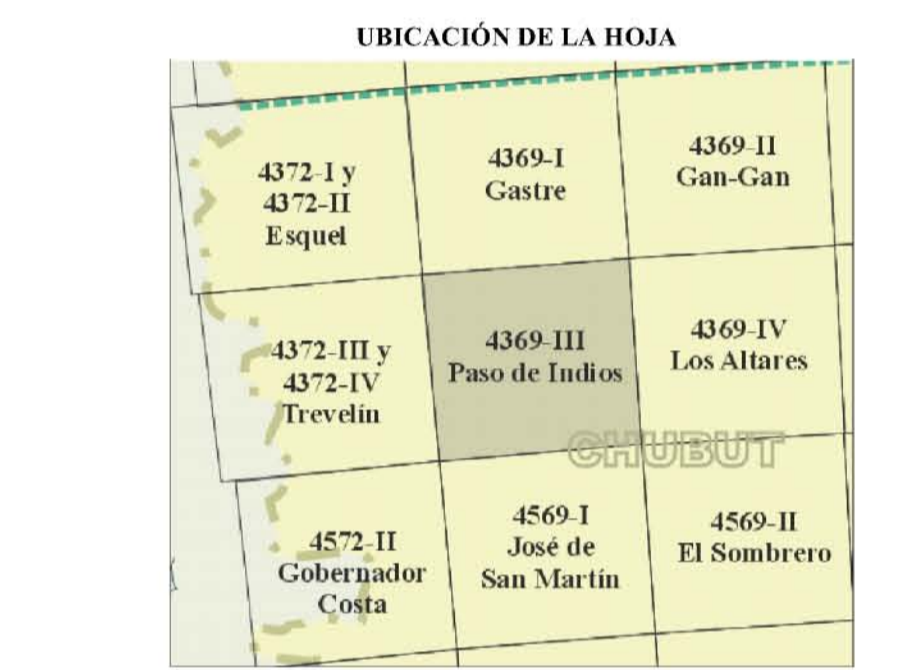 UBICACIÓN DE LA HOJA
4372-I y
4372-II
Esquel
4369-I
Gastre
4369-II
Gan-Gan
4372-III y
4372-IV
Trevelín
4369-III
Paso de Indios
4369-IV
Los Altares
CHUBUT
4572-II
Gobernador
Costa
4569-I
José de
San Martín
4569-II
El Sombrero